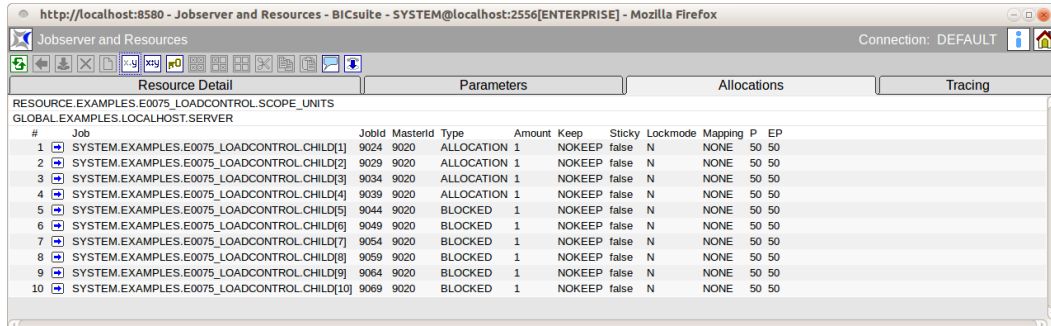 http://localhost:8580 - Jobserver and Resources - BICsuite - SYSTEM@localhost:2556[ENTERPRISE] - Mozilla Firefox
Jobserver and Resources Connection: DEFAULT
Resource Detail Parameters Allocations Tracing
RESOURCE.EXAMPLES.E0075_LOADCONTROL.SCOPE_UNITS
GLOBAL.EXAMPLES.LOCALHOST.SERVER
# Job JobId MasterId Type Amount Keep Sticky Lockmode Mapping P EP
1 SYSTEM.EXAMPLES.E0075_LOADCONTROL.CHILD[1] 9024 9020 ALLOCATION 1 NOKEEP false N NONE 50 50
2 SYSTEM.EXAMPLES.E0075_LOADCONTROL.CHILD[2] 9029 9020 ALLOCATION 1 NOKEEP false N NONE 50 50
3 SYSTEM.EXAMPLES.E0075_LOADCONTROL.CHILD[3] 9034 9020 ALLOCATION 1 NOKEEP false N NONE 50 50
4 SYSTEM.EXAMPLES.E0075_LOADCONTROL.CHILD[4] 9039 9020 ALLOCATION 1 NOKEEP false N NONE 50 50
5 SYSTEM.EXAMPLES.E0075_LOADCONTROL.CHILD[5] 9044 9020 BLOCKED 1 NOKEEP false N NONE 50 50
6 SYSTEM.EXAMPLES.E0075_LOADCONTROL.CHILD[6] 9049 9020 BLOCKED 1 NOKEEP false N NONE 50 50
7 SYSTEM.EXAMPLES.E0075_LOADCONTROL.CHILD[7] 9054 9020 BLOCKED 1 NOKEEP false N NONE 50 50
8 SYSTEM.EXAMPLES.E0075_LOADCONTROL.CHILD[8] 9059 9020 BLOCKED 1 NOKEEP false N NONE 50 50
9 SYSTEM.EXAMPLES.E0075_LOADCONTROL.CHILD[9] 9064 9020 BLOCKED 1 NOKEEP false N NONE 50 50
10 SYSTEM.EXAMPLES.E0075_LOADCONTROL.CHILD[10] 9069 9020 BLOCKED 1 NOKEEP false N NONE 50 50